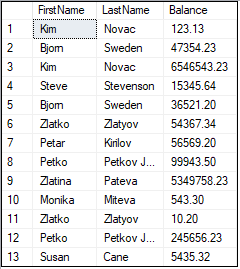 FirstName LastName Balance
1 Kim Novac 123.13
2 Bjorn Sweden 47354.23
3 Kim Novac 6546543.23
4 Steve Stevenson 15345.64
5 Bjorn Sweden 36521.20
6 Zlatko Zlatyov 54367.34
7 Petar Kirilov 56569.20
8 Petko Petkov J... 99943.50
9 Zlatina Pateva 5349758.23
10 Monika Miteva 543.30
11 Zlatko Zlatyov 10.20
12 Petko Petkov J... 245656.23
13 Susan Cane 5435.32